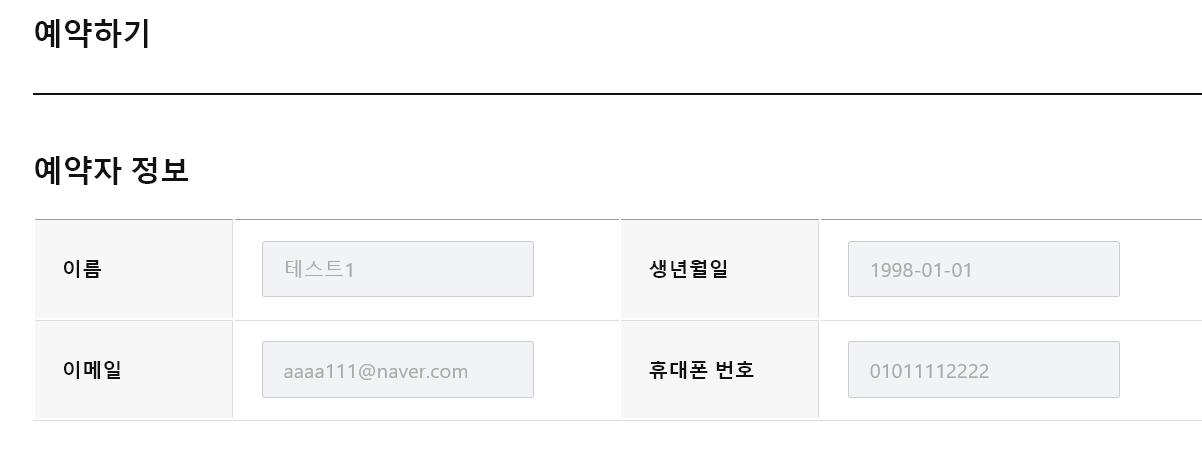 예약하기
예약자 정보
이름 테스트1 생년월일 1998-01-01
이메일 aaaa111@naver.com 휴대폰 번호 01011112222